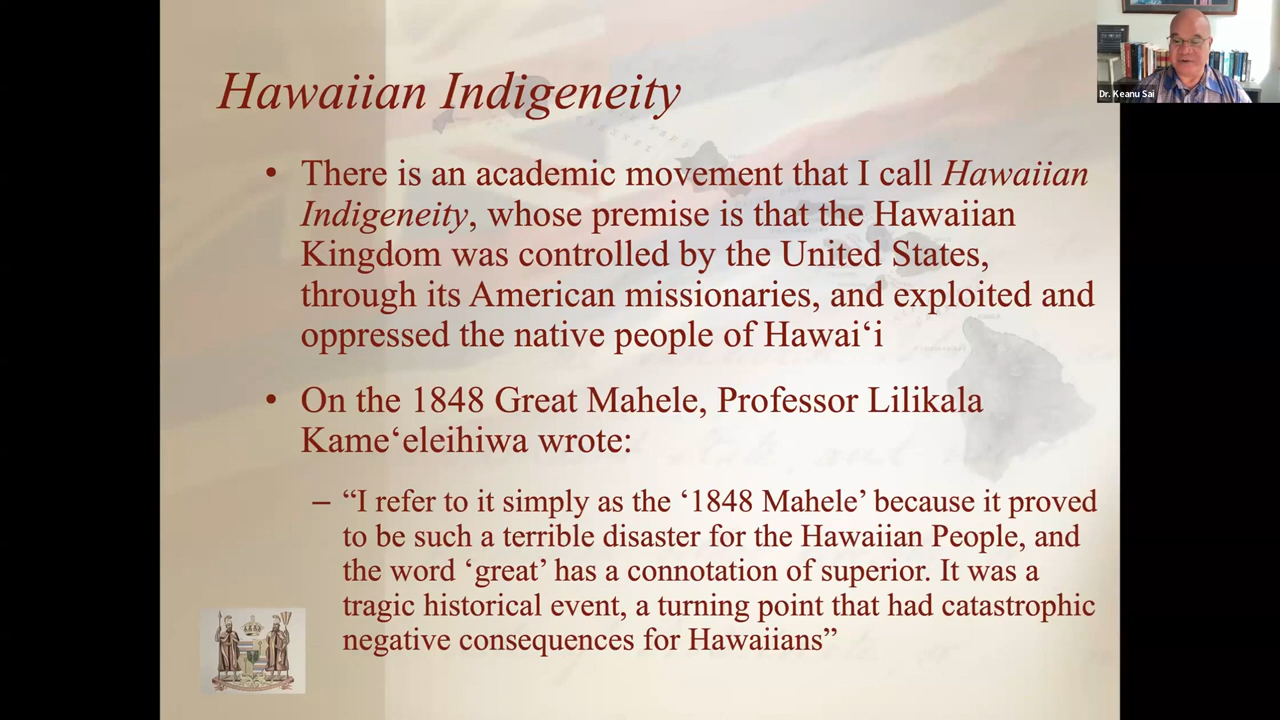 Dr. Keanu Sai
Hawaiian Indigeneity
• There is an academic movement that I call Hawaiian
Indigeneity, whose premise is that the Hawaiian
Kingdom was controlled by the United States,
through its American missionaries, and exploited and
oppressed the native people of Hawai‘i
• On the 1848 Great Mahele, Professor Lilikala
Kame‘eleihiwa wrote:
– “I refer to it simply as the ‘1848 Mahele’ because it proved
to be such a terrible disaster for the Hawaiian People, and
the word ‘great’ has a connotation of superior. It was a
tragic historical event, a turning point that had catastrophic
negative consequences for Hawaiians”